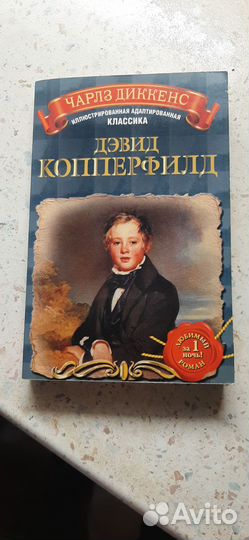 ЧАРЛЗ ДИККЕНС
ИЛЛЮСТРИРОВАННАЯ АДАПТИРОВАННАЯ
КЛАССИКА
ДЭВИД
КОППЕРФИЛД
ЛЮБИМЫЙ
за 1
ночь!
РОМАН
Avito